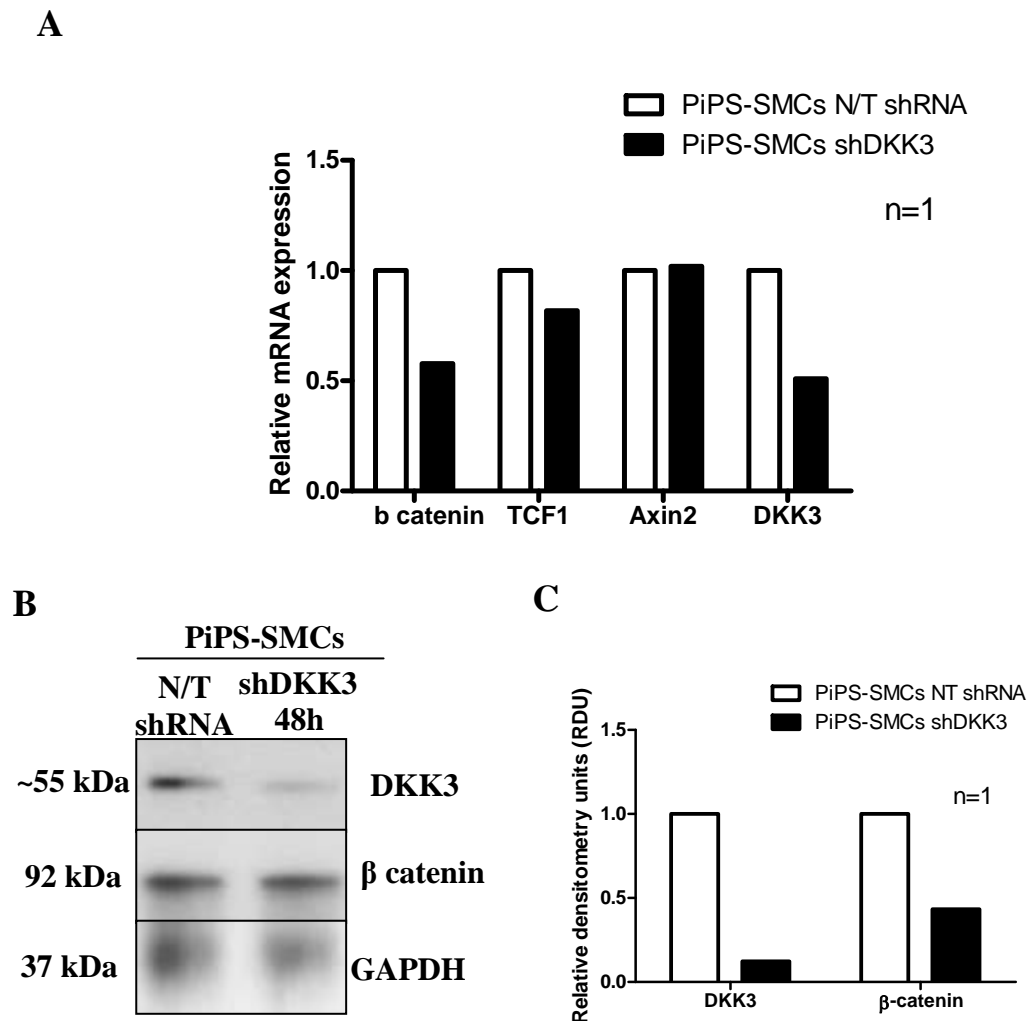 A
PiPS-SMCs N/T shRNA
PiPS-SMCs shDKK3
n=1
Relative mRNA expression
1.5
1.0
0.5
0.0
b catenin TCF1 Axin2 DKK3
B
PiPS-SMCs
N/T shRNA
shDKK3 48h
~55 kDa DKK3
92 kDa β catenin
37 kDa GAPDH
C
PiPS-SMCs NT shRNA
PiPS-SMCs shDKK3
n=1
Relative densitometry units (RDU)
1.5
1.0
0.5
0.0
DKK3 β-catenin